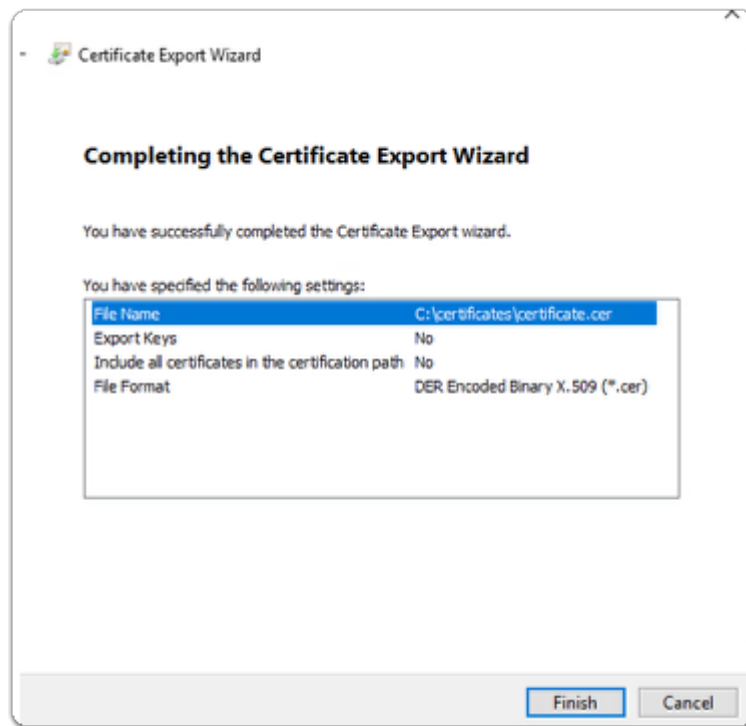 Certificate Export Wizard
Completing the Certificate Export Wizard
You have successfully completed the Certificate Export wizard.
You have specified the following settings:
File Name C:\certificates\certificate.cer
Export Keys No
Include all certificates in the certification path No
File Format DER Encoded Binary X.509 (*.cer)
Finish Cancel